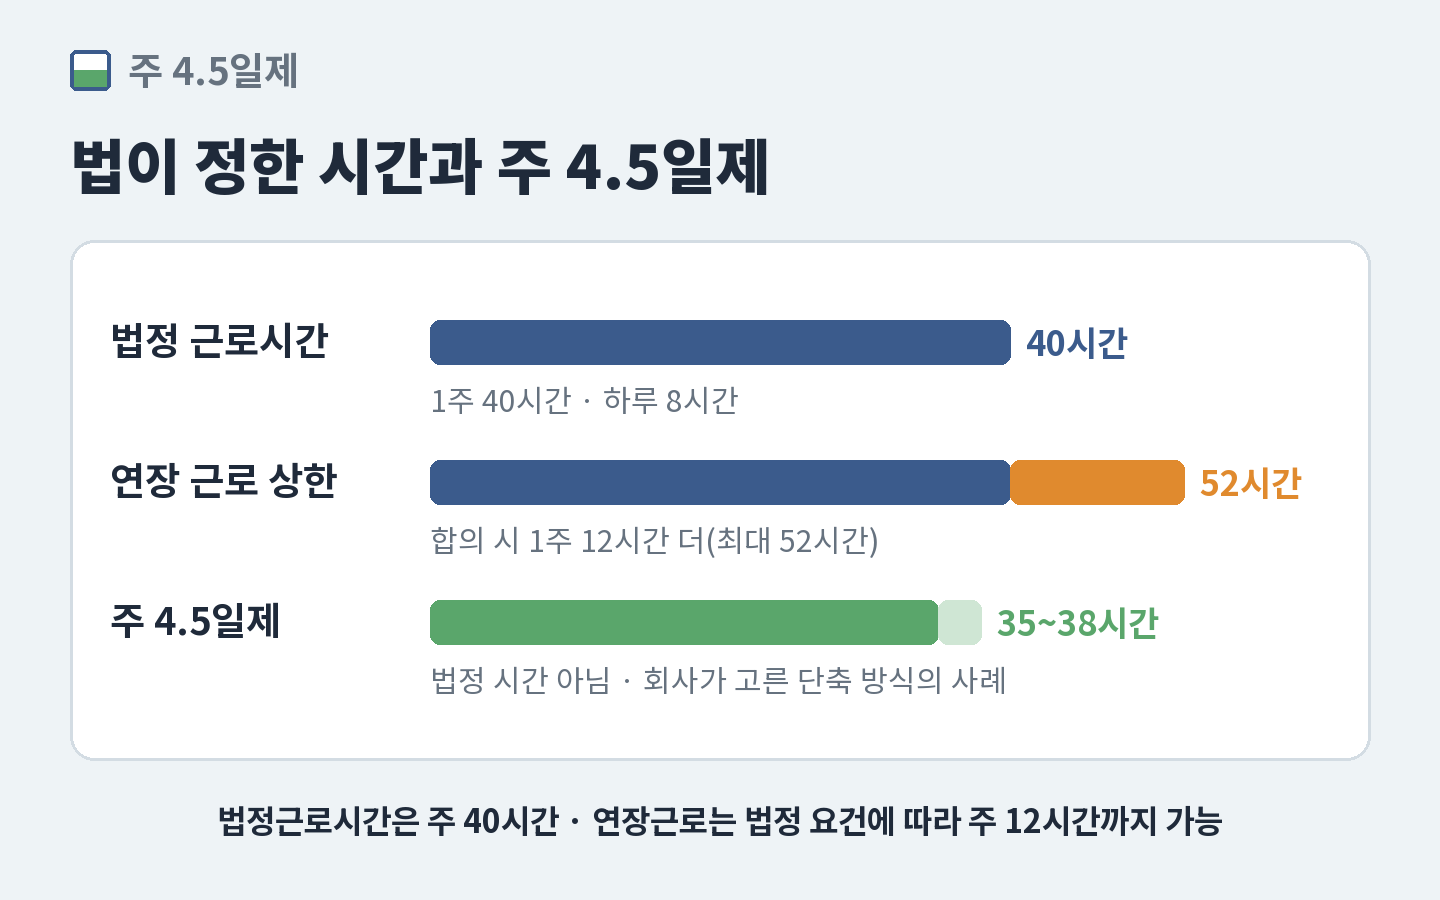 주 4.5일제
법이 정한 시간과 주 4.5일제
법정 근로시간
40시간
1주 40시간 · 하루 8시간
연장 근로 상한
52시간
합의 시 1주 12시간 더(최대 52시간)
주 4.5일제
35~38시간
법정 시간 아님 · 회사가 고른 단축 방식의 사례
법정근로시간은 주 40시간 · 연장근로는 법정 요건에 따라 주 12시간까지 가능